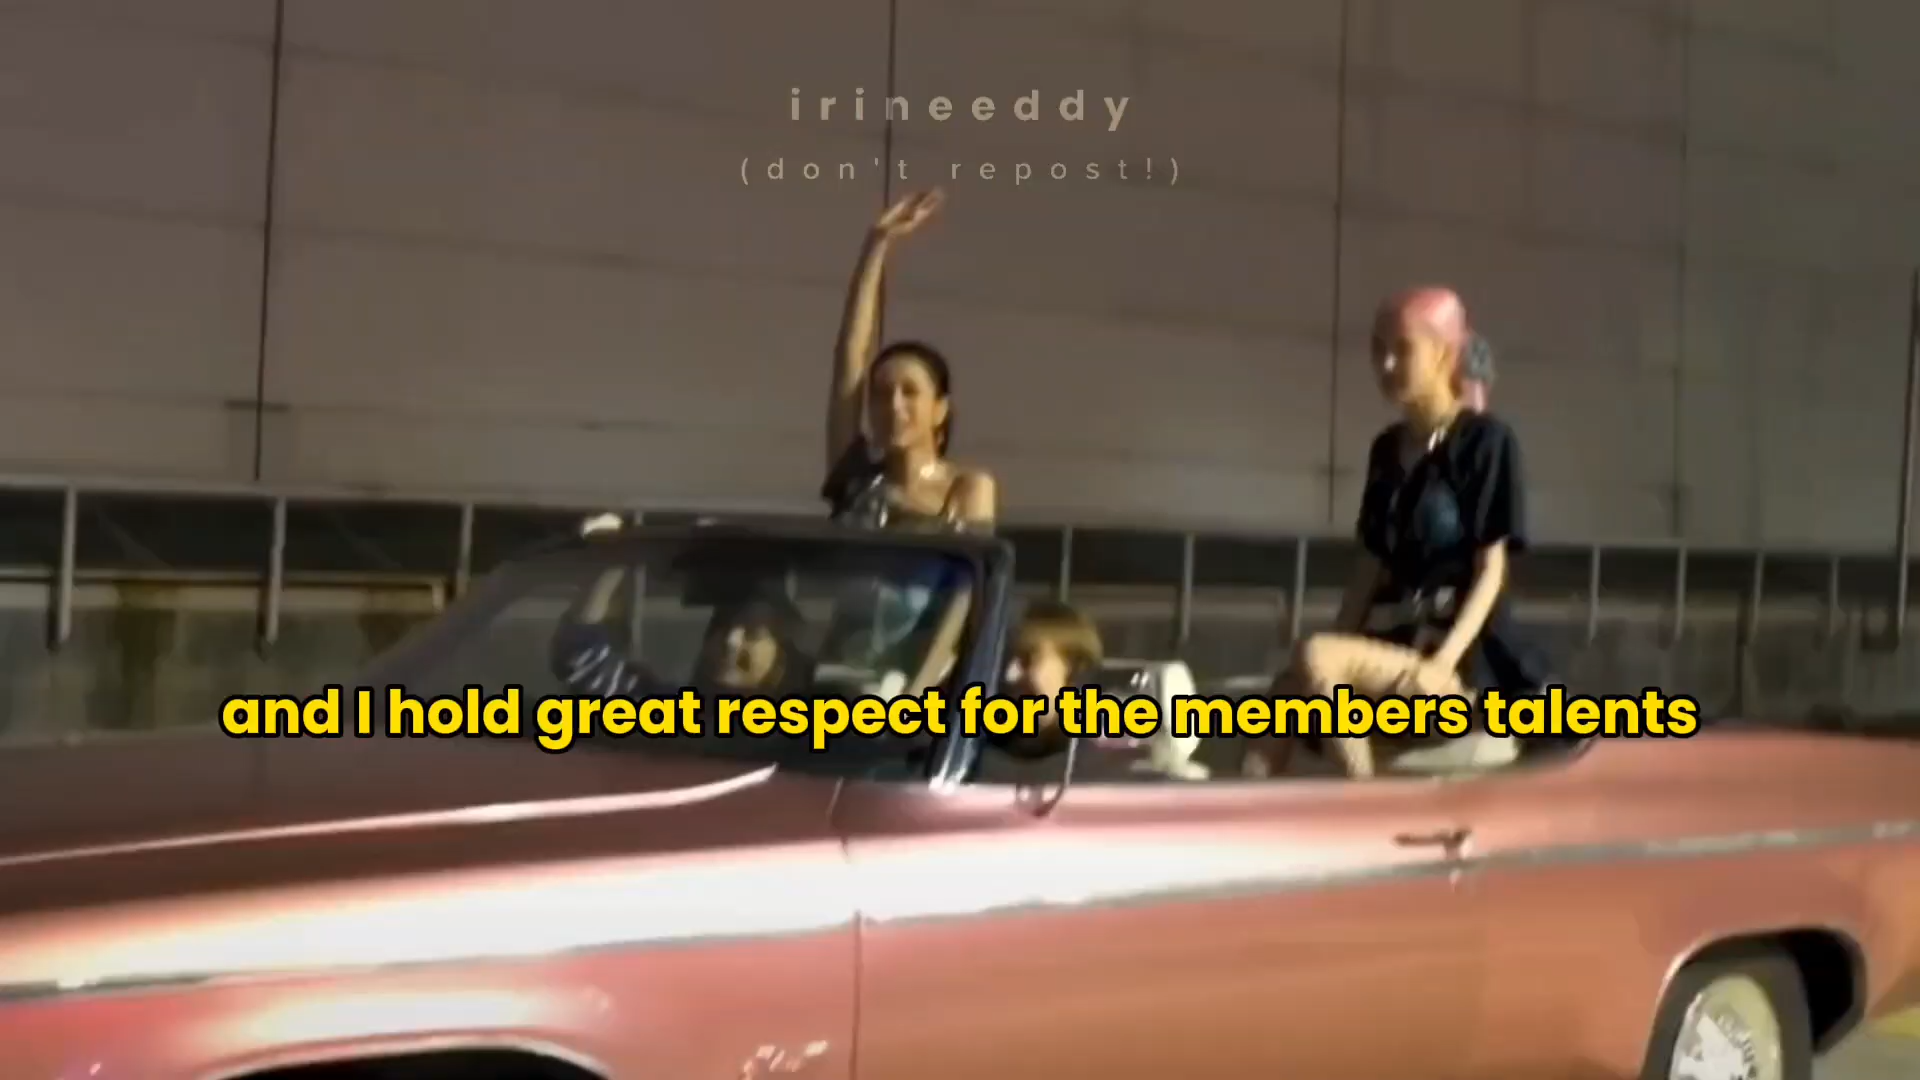 irineeddy
(don't repost!)
and I hold great respect for the members talents